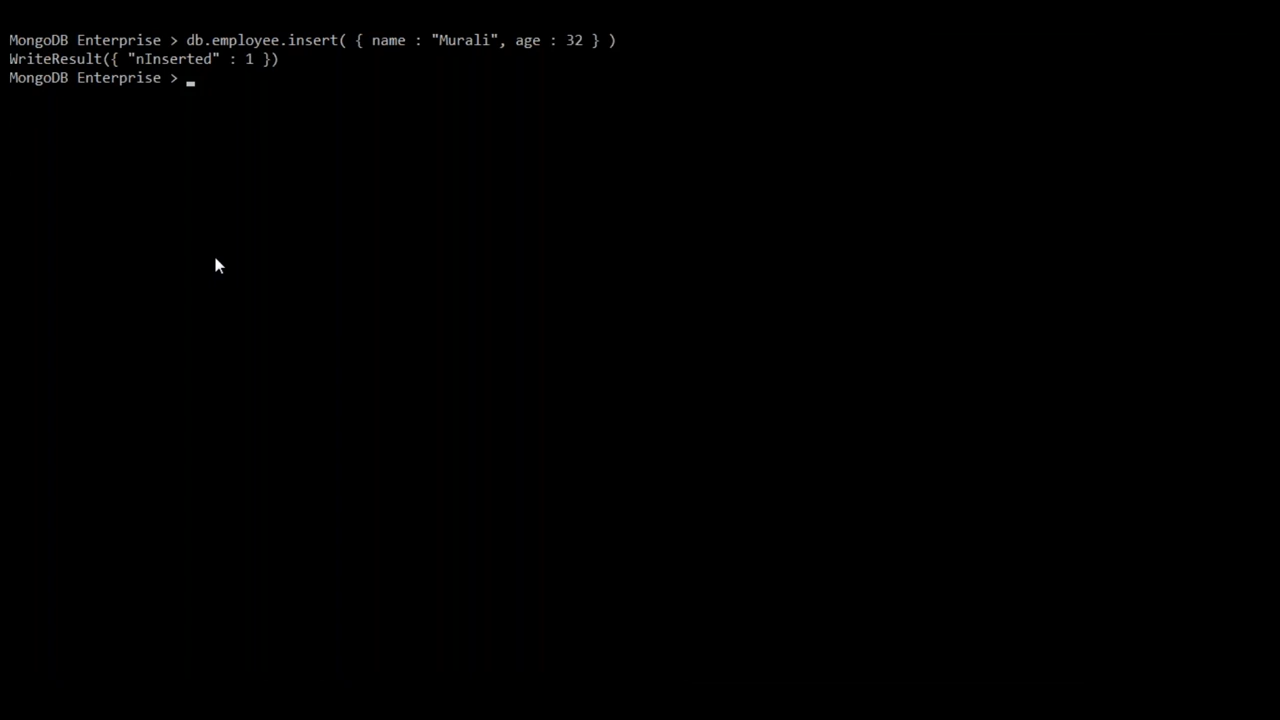 MongoDB Enterprise > db.employee.insert( { name : "Murali", age : 32 } )
WriteResult({ "nInserted" : 1 })
MongoDB Enterprise >